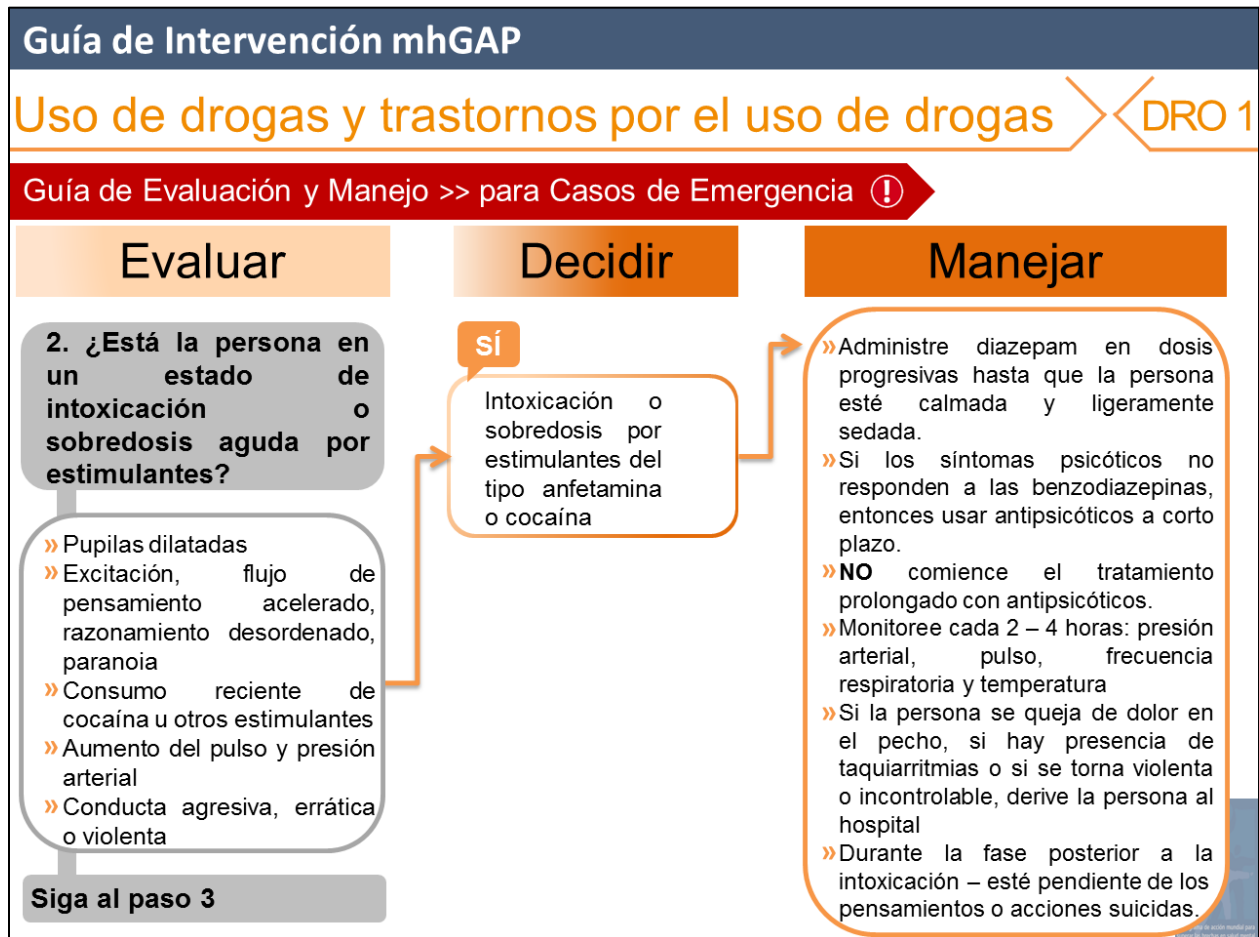 Guía de Intervención mhGAP
Uso de drogas y trastornos por el uso de drogas
DRO 1
Guía de Evaluación y Manejo >> para Casos de Emergencia !
Evaluar
2. ¿Está la persona en
un estado de
intoxicación o
sobredosis aguda por
estimulantes?
» Pupilas dilatadas
» Excitación, flujo de
pensamiento acelerado,
razonamiento desordenado,
paranoia
» Consumo reciente de
cocaína u otros estimulantes
» Aumento del pulso y presión
arterial
» Conducta agresiva, errática
o violenta
Siga al paso 3
Decidir
SÍ
Intoxicación o
sobredosis por
estimulantes del
tipo anfetamina
o cocaína
Manejar
» Administre diazepam en dosis
progresivas hasta que la persona
esté calmada y ligeramente
sedada.
» Si los síntomas psicóticos no
responden a las benzodiazepinas,
entonces usar antipsicóticos a corto
plazo.
» NO comience el tratamiento
prolongado con antipsicóticos.
» Monitoree cada 2 – 4 horas: presión
arterial, pulso, frecuencia
respiratoria y temperatura
» Si la persona se queja de dolor en
el pecho, si hay presencia de
taquiarritmias o si se torna violenta
o incontrolable, derive la persona al
hospital
» Durante la fase posterior a la
intoxicación – esté pendiente de los
pensamientos o acciones suicidas.